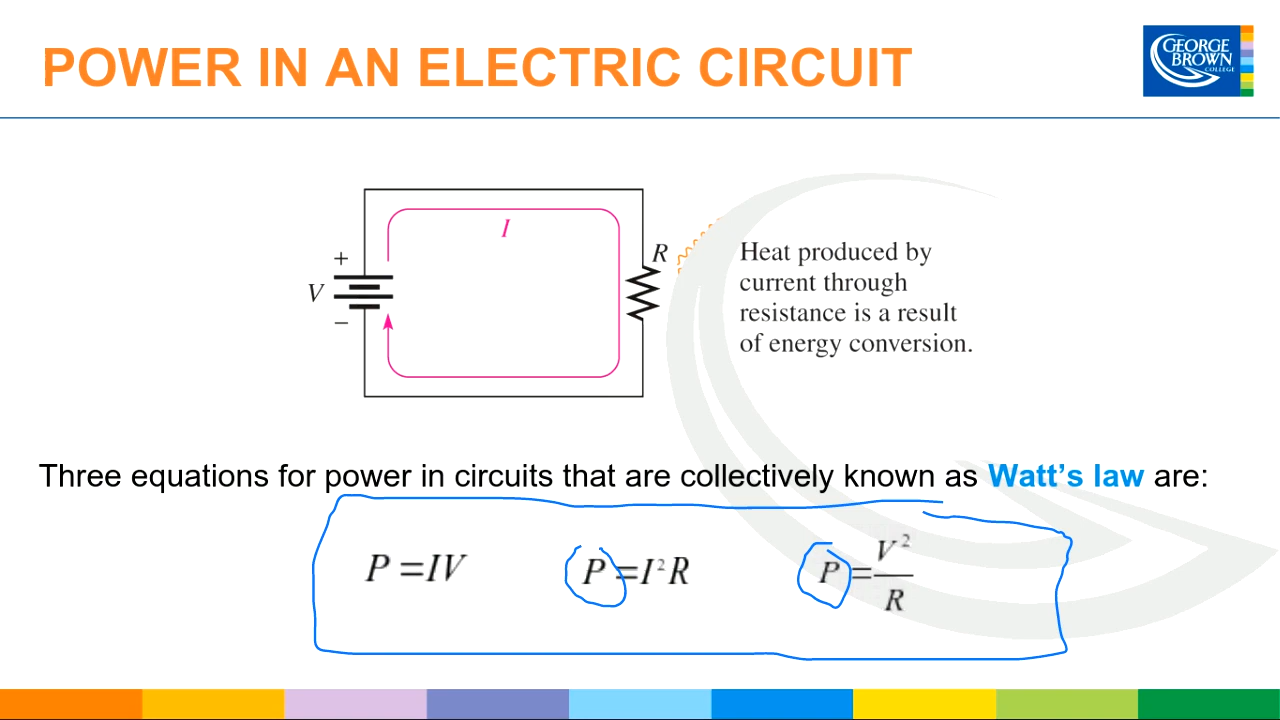 POWER IN AN ELECTRIC CIRCUIT
GEORGE
BROWN
COLLEGE
I
+
V
−
R
Heat produced by
current through
resistance is a result
of energy conversion.
Three equations for power in circuits that are collectively known as Watt’s law are:
P = IV
P = I²R
P = V²/R